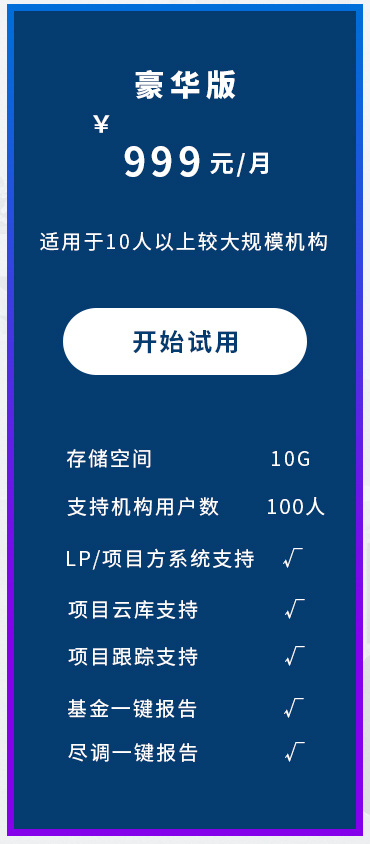 豪华版
¥
999 元/月
适用于10人以上较大规模机构
开始试用
存储空间 10G
支持机构用户数 100人
LP/项目方系统支持 √
项目云库支持 √
项目跟踪支持 √
基金一键报告 √
尽调一键报告 √